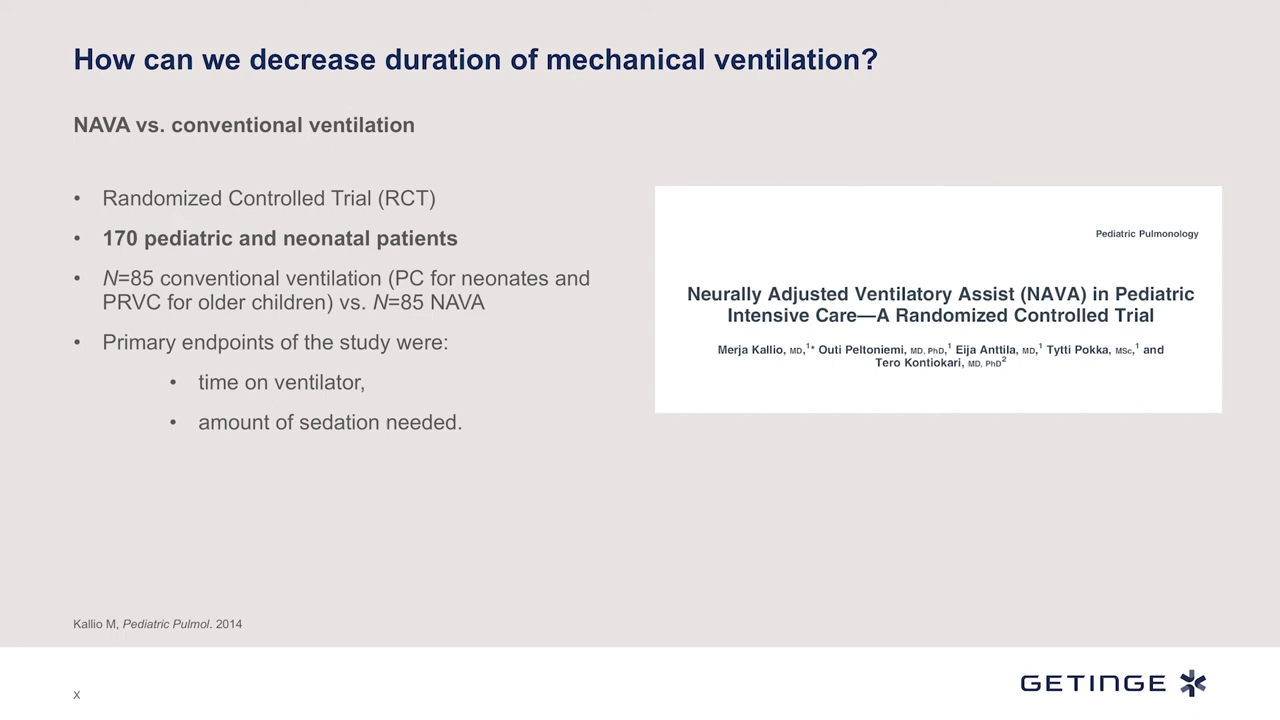 How can we decrease duration of mechanical ventilation?
NAVA vs. conventional ventilation
• Randomized Controlled Trial (RCT)
• 170 pediatric and neonatal patients
• N=85 conventional ventilation (PC for neonates and
PRVC for older children) vs. N=85 NAVA
• Primary endpoints of the study were:
• time on ventilator,
• amount of sedation needed.
Pediatric Pulmonology
Neurally Adjusted Ventilatory Assist (NAVA) in Pediatric
Intensive Care—A Randomized Controlled Trial
Merja Kallio, MD,1* Outi Peltoniemi, MD, PhD,1 Eija Anttila, MD,1 Tytti Pokka, MSc,1 and
Tero Kontiokari, MD, PhD2
Kallio M, Pediatric Pulmol. 2014
X
GETINGE